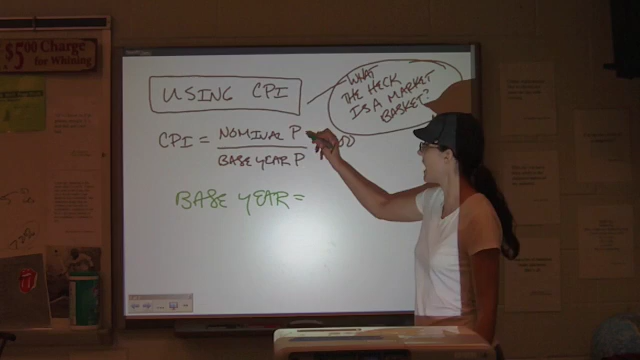 $5.00 Charge
for Whining
USING CPI
WHAT
THE HECK
IS A MARKET
BASKET?
CPI = NOMINAL P
BASE YEAR P
BASE YEAR =